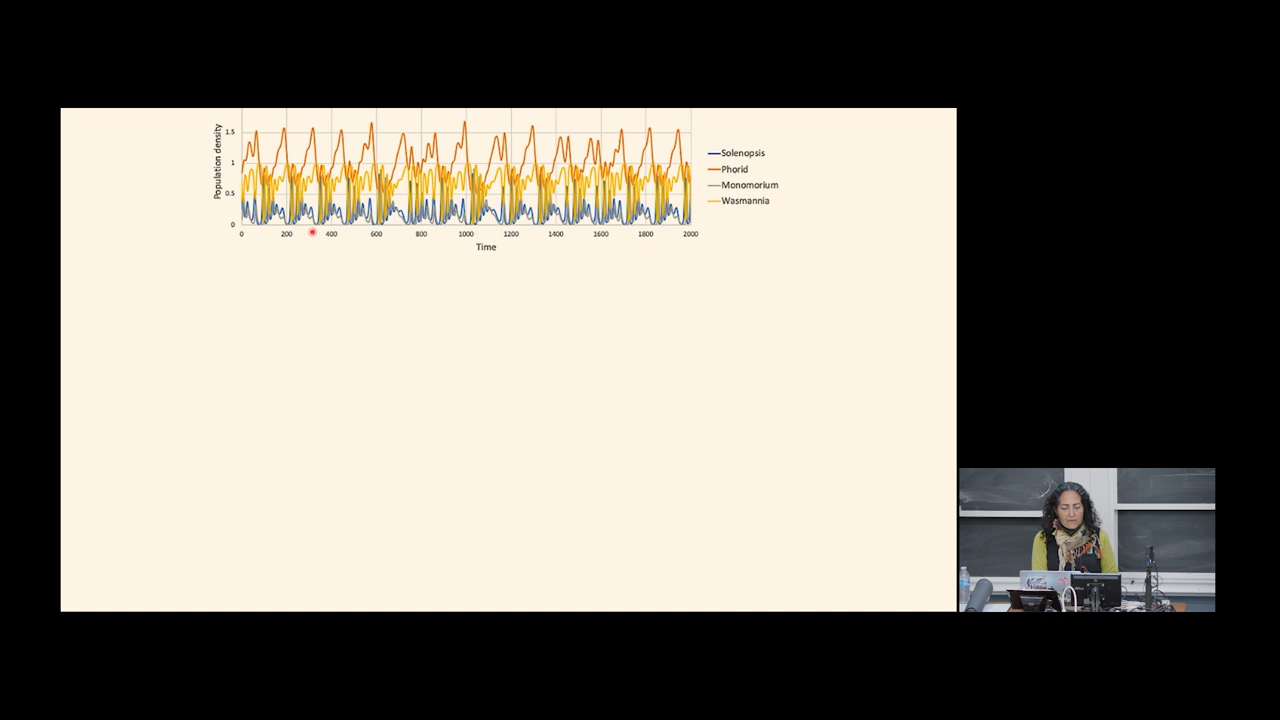 Population density
1.5
1
0.5
0
0 200 400 600 800 1000 1200 1400 1600 1800 2000
Time
Solenopsis
Phorid
Monomorium
Wasmannia